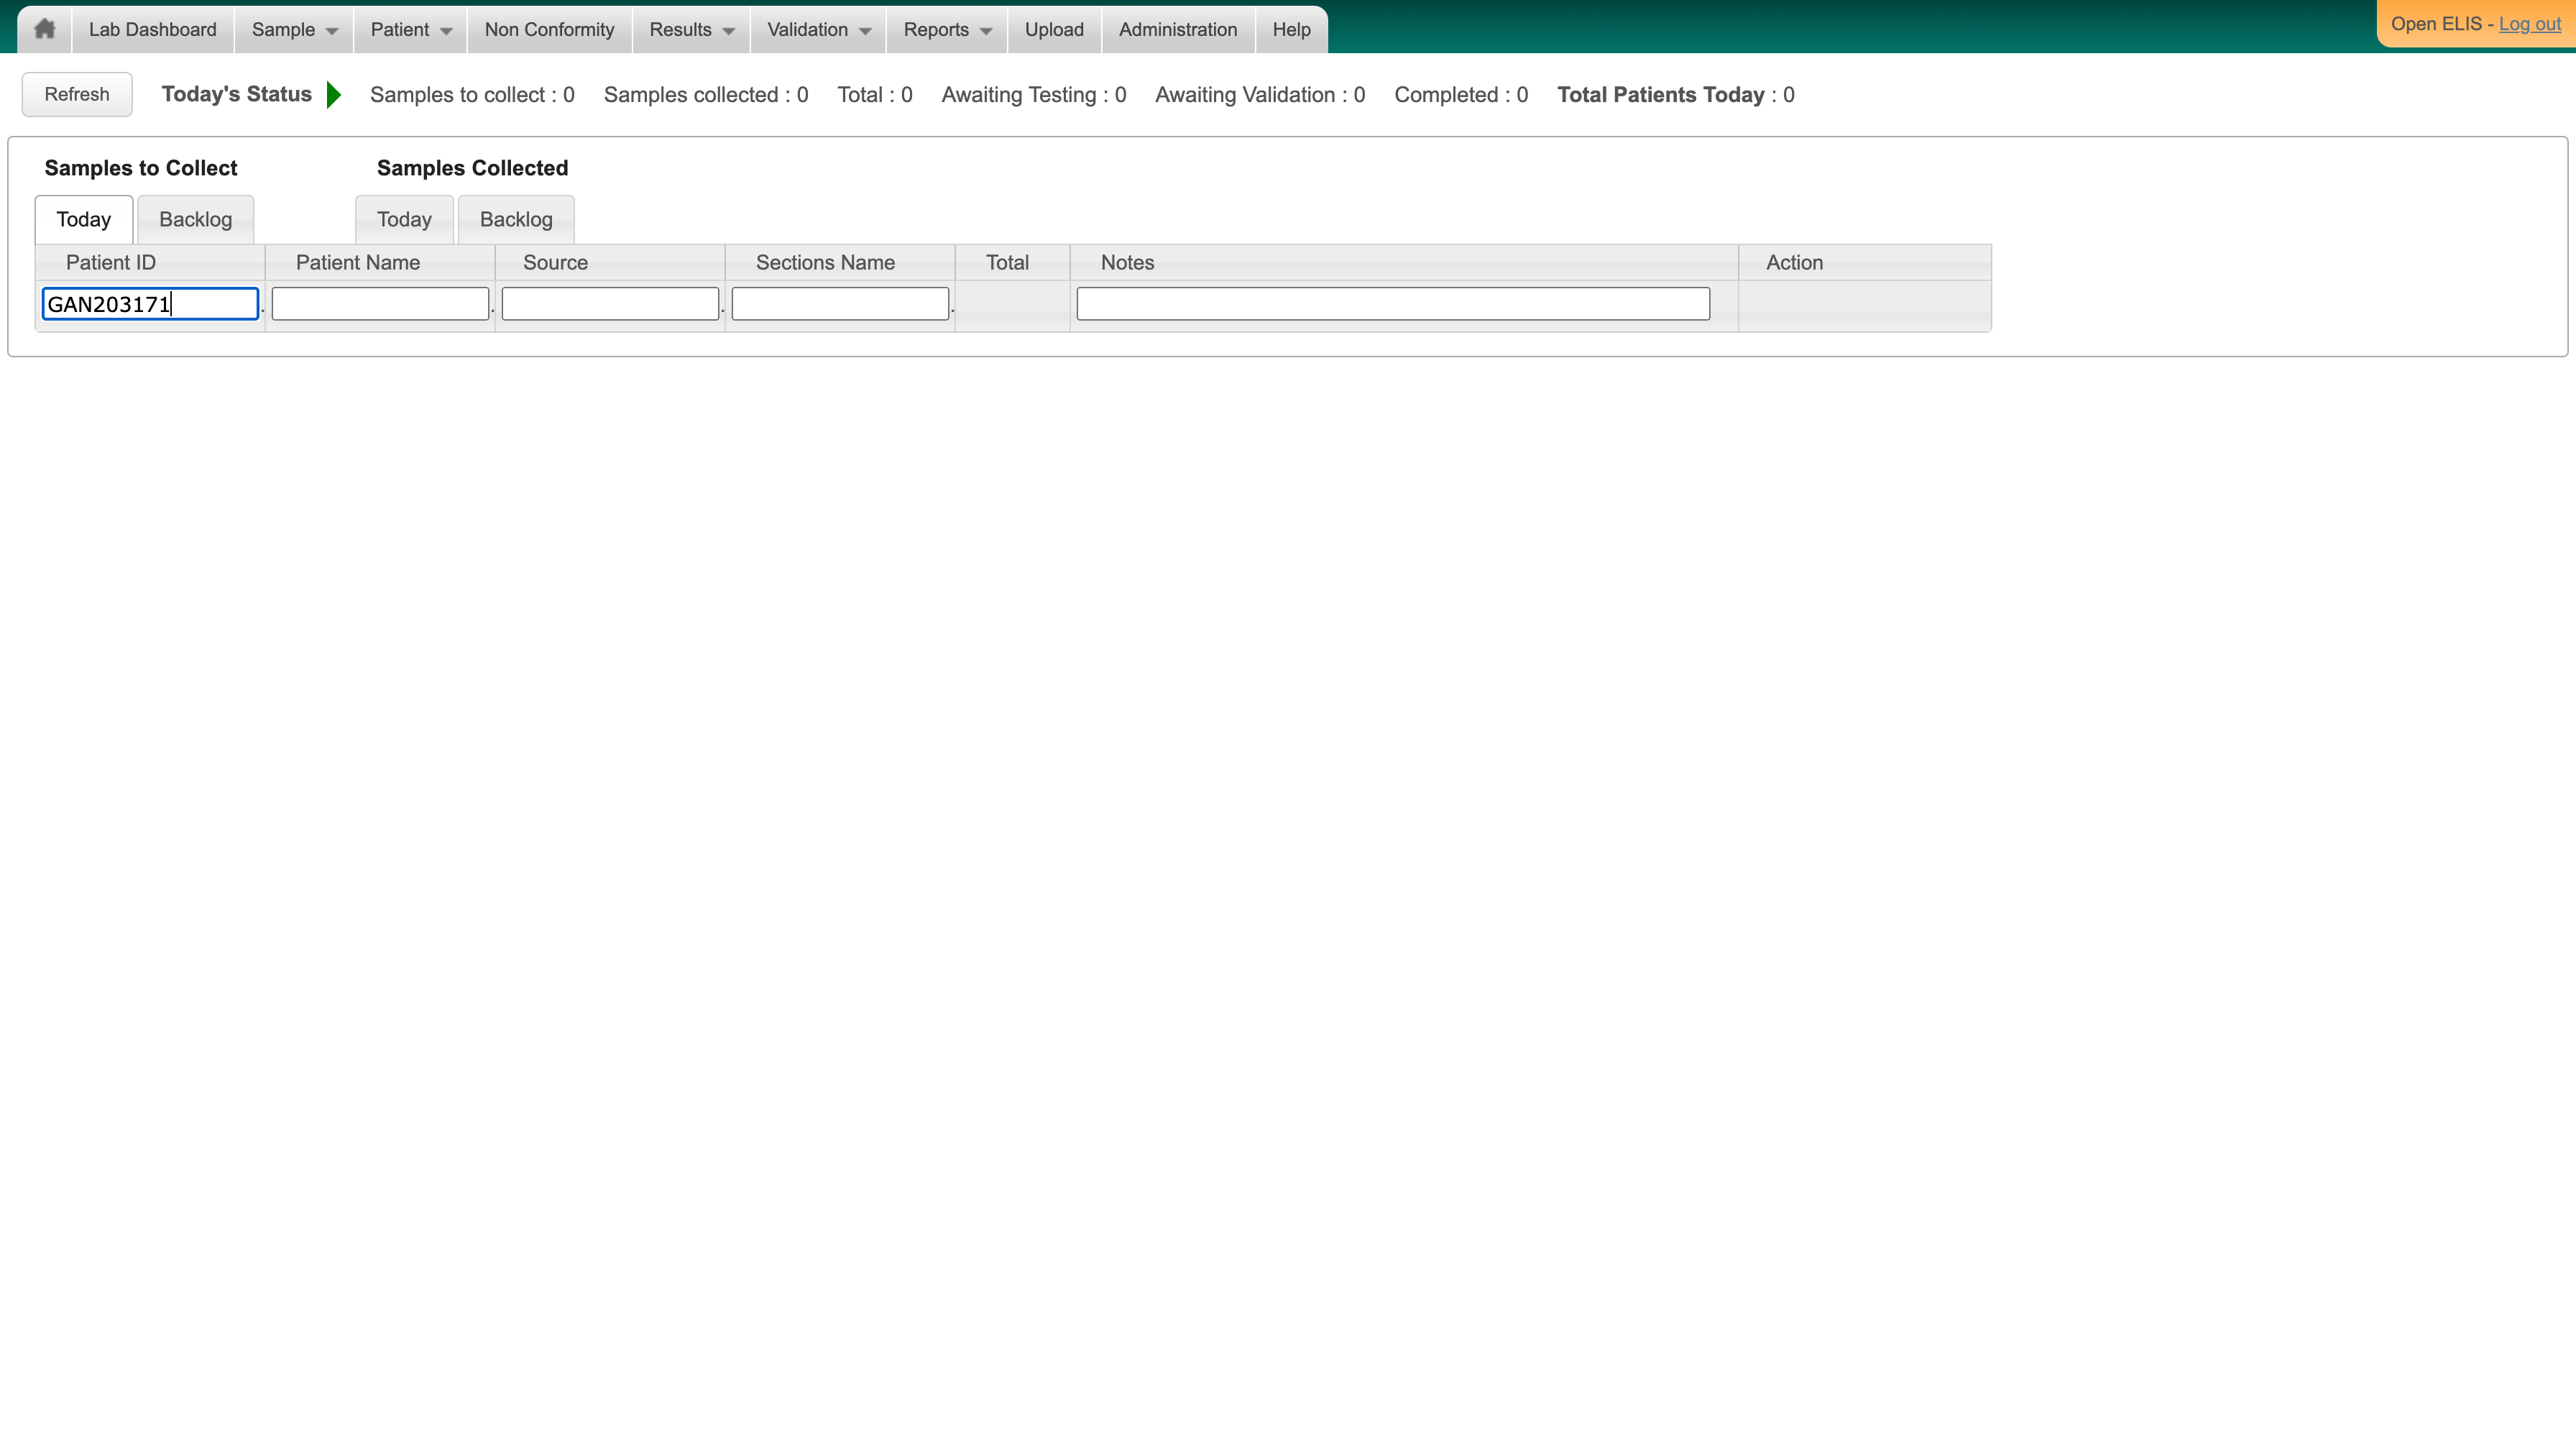 Lab Dashboard Sample Patient Non Conformity Results Validation Reports Upload Administration Help Open ELIS - Log out
Refresh Today's Status Samples to collect : 0 Samples collected : 0 Total : 0 Awaiting Testing : 0 Awaiting Validation : 0 Completed : 0 Total Patients Today : 0
Samples to Collect Samples Collected
Today Backlog Today Backlog
Patient ID Patient Name Source Sections Name Total Notes Action
GAN203171